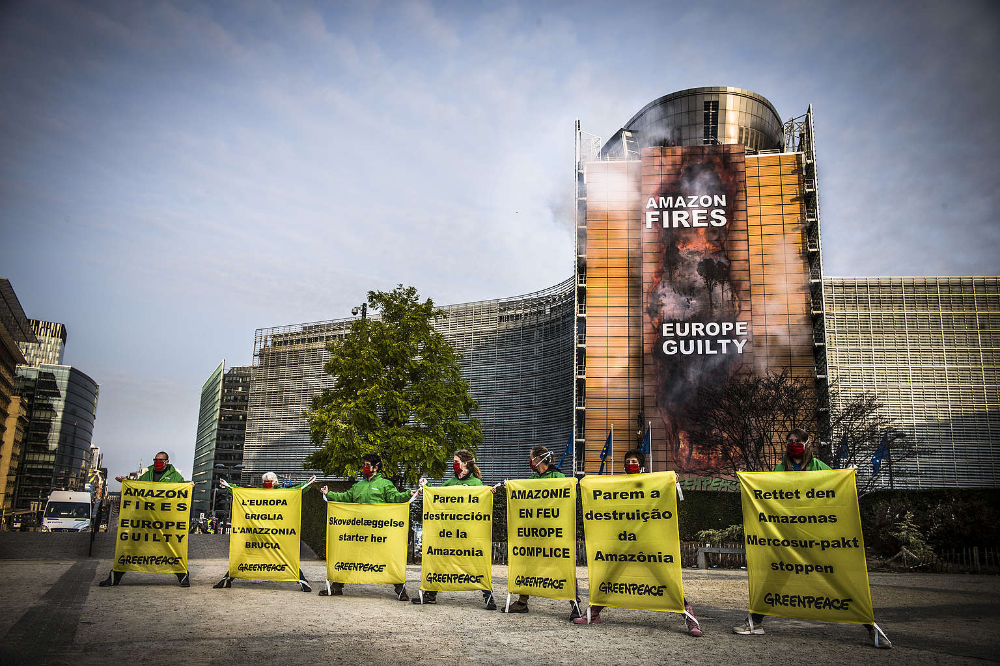 AMAZON
FIRES
EUROPE
GUILTY
GREENPEACE
AMAZON
FIRES
EUROPE
GUILTY
GREENPEACE
L'EUROPA
GRIGLIA
L'AMAZZONIA
BRUCIA
GREENPEACE
Skovødelæggelse
starter her
GREENPEACE
Paren la
destrucción
de la
Amazonia
GREENPEACE
AMAZONIE
EN FEU
EUROPE
COMPLICE
GREENPEACE
Parem a
destruição
da
Amazônia
GREENPEACE
Rettet den
Amazonas
Mercosur-pakt
stoppen
GREENPEACE